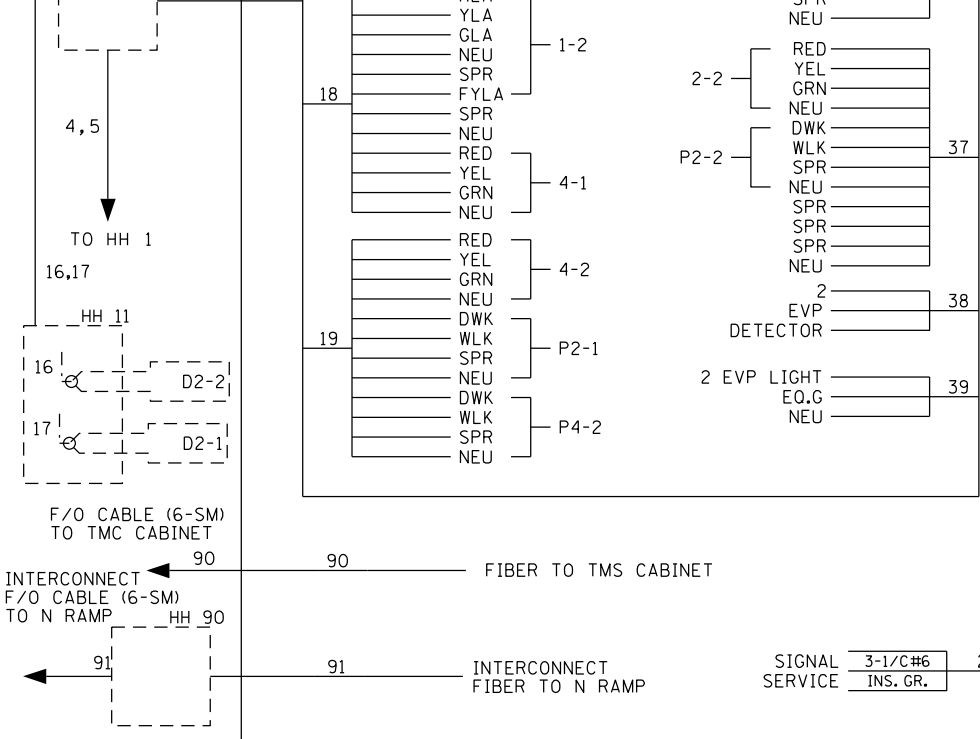 YLA
GLA
NEU
SPR
FYLA
1-2
SPR
NEU
RED
YEL
GRN
NEU
4-1
18
RED
YEL
GRN
NEU
4-2
DWK
WLK
SPR
NEU
P2-1
DWK
WLK
SPR
NEU
P4-2
19
NEU
RED
YEL
GRN
NEU
2-2
DWK
WLK
SPR
NEU
P2-2
SPR
SPR
SPR
NEU
37
2
EVP
DETECTOR
38
2 EVP LIGHT
EQ.G
NEU
39
4,5
TO HH 1
16,17
HH 11
16
D2-2
17
D2-1
F/O CABLE (6-SM)
TO TMC CABINET
90
90
FIBER TO TMS CABINET
INTERCONNECT
F/O CABLE (6-SM)
TO N RAMP
HH 90
91
91
INTERCONNECT
FIBER TO N RAMP
SIGNAL
SERVICE
3-1/C#6
INS. GR.